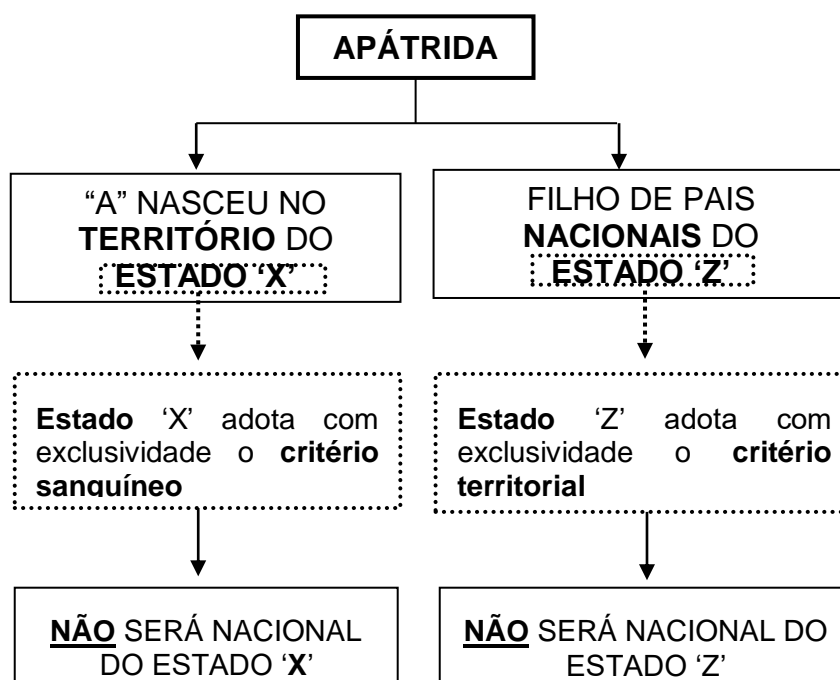 APÁTRIDA
“A” NASCEU NO
TERRITÓRIO DO
ESTADO ‘X’
FILHO DE PAIS
NACIONAIS DO
ESTADO ‘Z’
Estado ‘X’ adota com
exclusividade o critério
sanguíneo
Estado ‘Z’ adota com
exclusividade o critério
territorial
NÃO SERÁ NACIONAL
DO ESTADO ‘X’
NÃO SERÁ NACIONAL DO
ESTADO ‘Z’